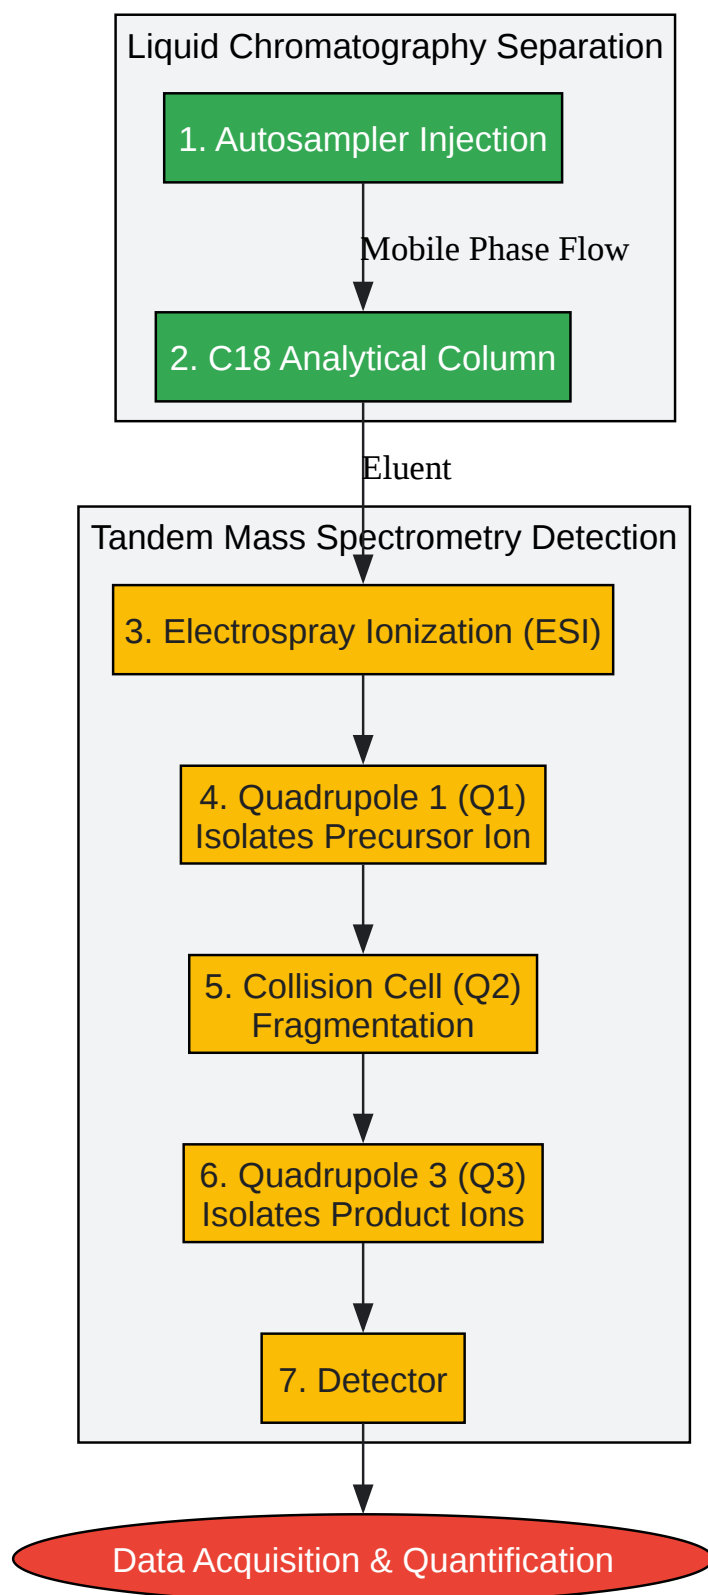 Liquid Chromatography Separation
1. Autosampler Injection
Mobile Phase Flow
2. C18 Analytical Column
Eluent
Tandem Mass Spectrometry Detection
3. Electrospray Ionization (ESI)
4. Quadrupole 1 (Q1)
Isolates Precursor Ion
5. Collision Cell (Q2)
Fragmentation
6. Quadrupole 3 (Q3)
Isolates Product Ions
7. Detector
Data Acquisition & Quantification